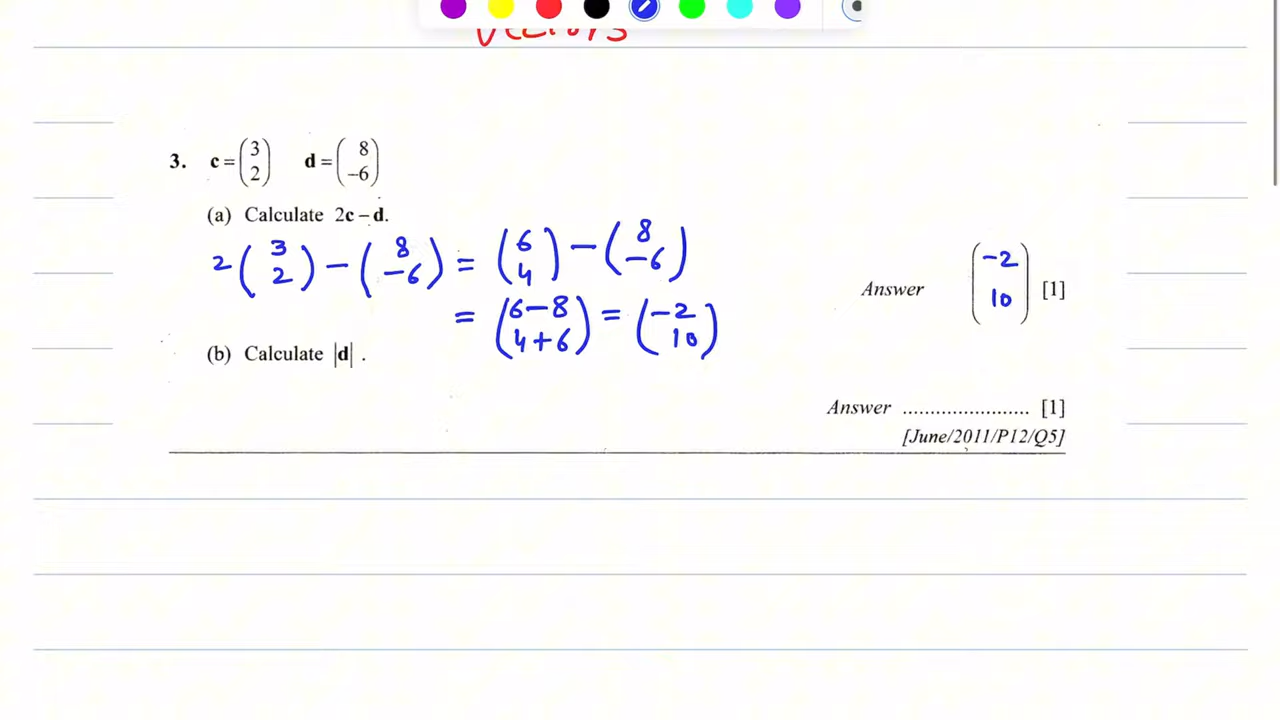 vectors
3. c = (3 2) d = (8 −6)
(a) Calculate 2c − d.
2 (3 2) − (8 −6) = (6 4) − (8 −6)
= (6−8 4+6) = (−2 10)
Answer (−2 10) [1]
(b) Calculate |d| .
Answer ....................... [1]
[June/2011/P12/Q5]